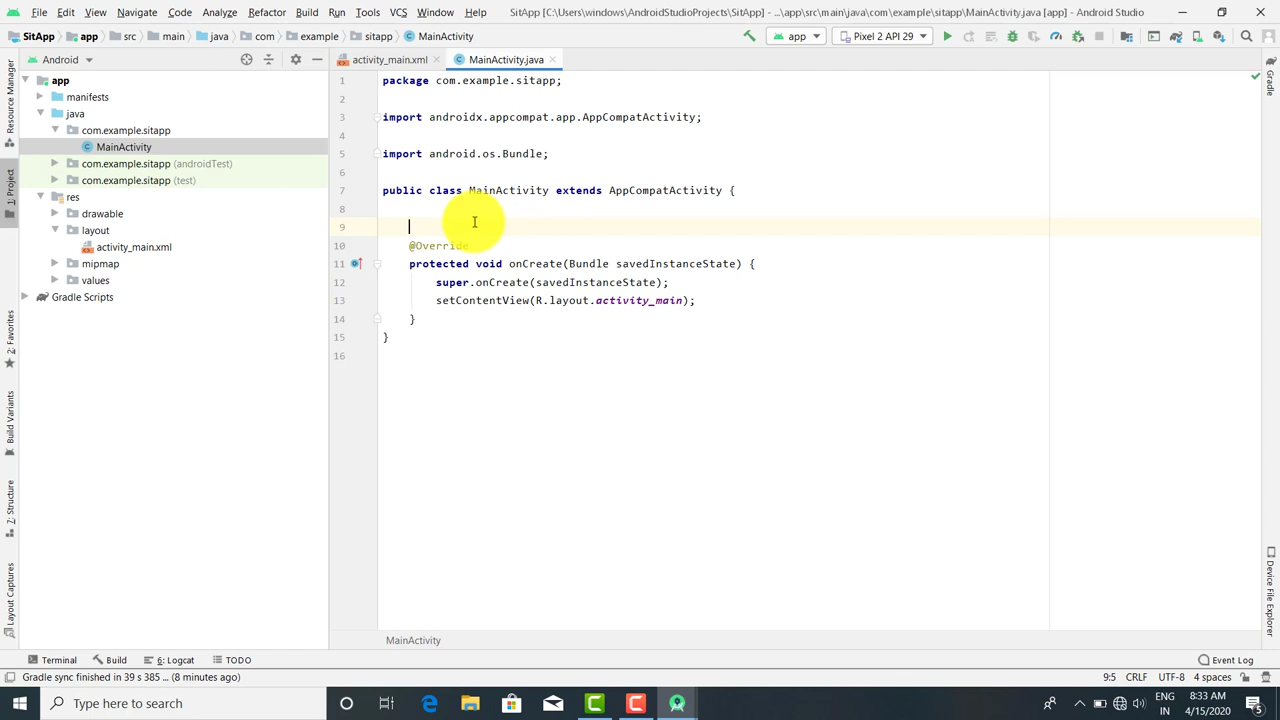 File Edit View Navigate Code Analyze Refactor Build Run Tools VCS Window Help SitApp [C:\Users\windows\AndroidStudioProjects\SitApp] - ...\app\src\main\java\com\example\sitapp\MainActivity.java [app] - Android Studio
SitApp app src main java com example sitapp MainActivity app Pixel 2 API 29
Android activity_main.xml MainActivity.java
Resource Manager
1: Project
2: Favorites
Build Variants
7: Structure
Layout Captures
app
manifests
java
com.example.sitapp
MainActivity
com.example.sitapp (androidTest)
com.example.sitapp (test)
res
drawable
layout
activity_main.xml
mipmap
values
Gradle Scripts
1 package com.example.sitapp;
2
3 import androidx.appcompat.app.AppCompatActivity;
4
5 import android.os.Bundle;
6
7 public class MainActivity extends AppCompatActivity {
8
9
10 @Override
11 protected void onCreate(Bundle savedInstanceState) {
12 super.onCreate(savedInstanceState);
13 setContentView(R.layout.activity_main);
14 }
15 }
16
Gradle
Device File Explorer
MainActivity
Terminal Build 6: Logcat TODO Event Log
Gradle sync finished in 39 s 385 ... (8 minutes ago) 9:5 CRLF UTF-8 4 spaces
Type here to search
ENG
IN
8:33 AM
4/15/2020
5